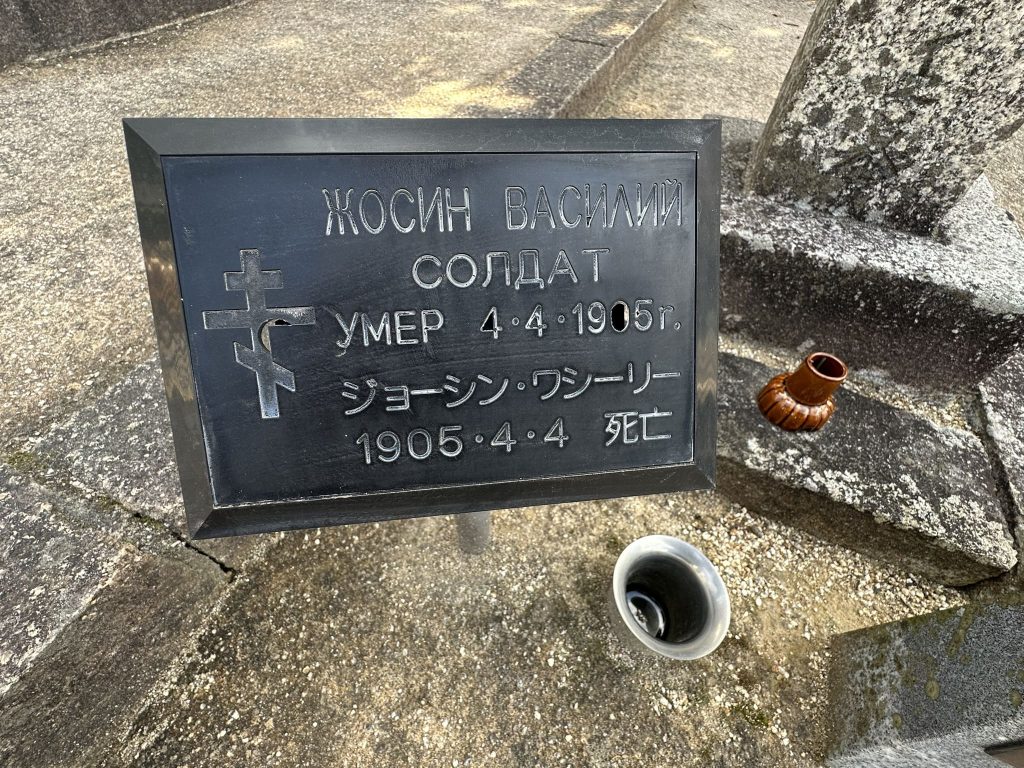 ЖОСИН ВАСИЛИЙ
СОЛДАТ
УМЕР 4·4·1905г.
ジョーシン・ワシーリー
1905・4・4 死亡